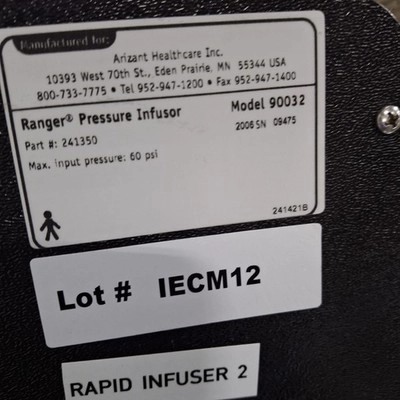 Manufactured for:
Arizant Healthcare Inc.
10393 West 70th St., Eden Prairie, MN 55344 USA
800-733-7775 • Tel 952-947-1200 • Fax 952-947-1400
Ranger® Pressure Infusor Model 90032
2006 SN 09475
Part #: 241350
Max. input pressure: 60 psi
241421B
Lot # IECM12
RAPID INFUSER 2